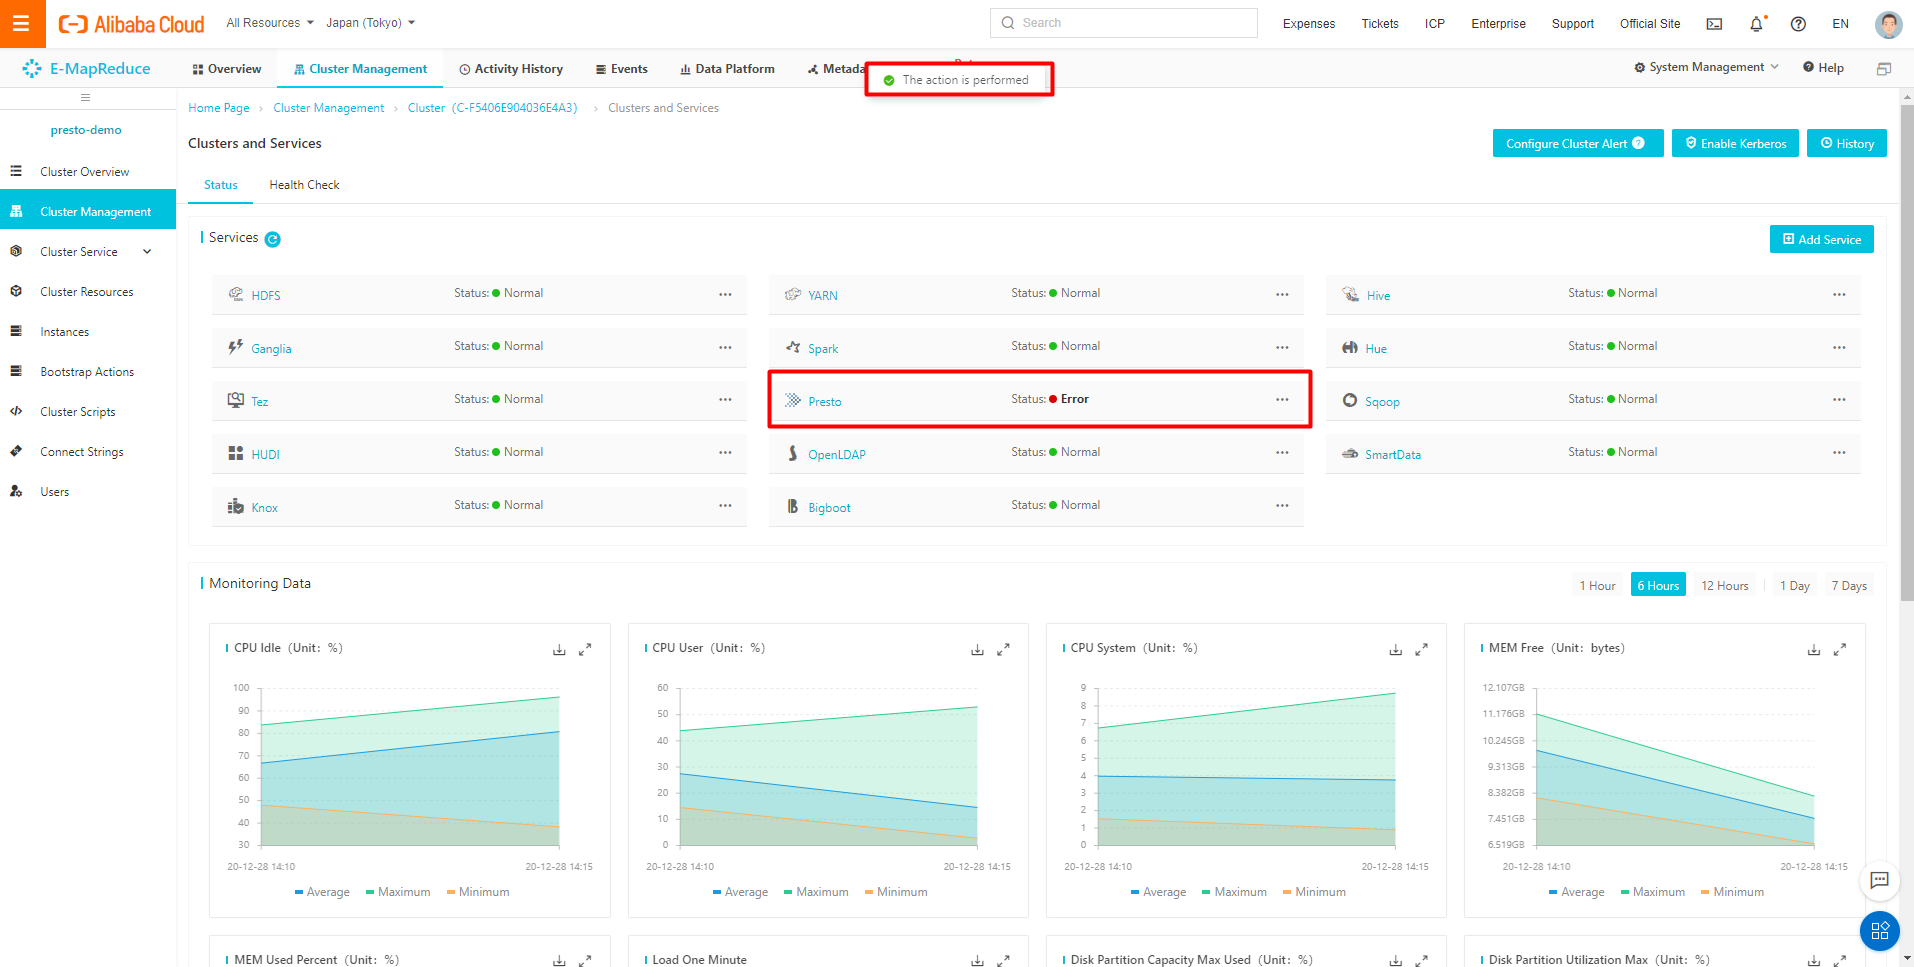 Alibaba Cloud
All Resources
Japan (Tokyo)
Search
Expenses
Tickets
ICP
Enterprise
Support
Official Site
EN
E-MapReduce
Overview
Cluster Management
Activity History
Events
Data Platform
Metada
The action is performed
System Management
Help
presto-demo
Cluster Overview
Cluster Management
Cluster Service
Cluster Resources
Instances
Bootstrap Actions
Cluster Scripts
Connect Strings
Users
Home Page > Cluster Management > Cluster (C-F5406E904036E4A3) > Clusters and Services
Clusters and Services
Configure Cluster Alert ?
Enable Kerberos
History
Status
Health Check
Services
Add Service
HDFS Status: Normal ...
YARN Status: Normal ...
Hive Status: Normal ...
Ganglia Status: Normal ...
Spark Status: Normal ...
Hue Status: Normal ...
Tez Status: Normal ...
Presto Status: Error ...
Sqoop Status: Normal ...
HUDI Status: Normal ...
OpenLDAP Status: Normal ...
SmartData Status: Normal ...
Knox Status: Normal ...
Bigboot Status: Normal ...
Monitoring Data
1 Hour
6 Hours
12 Hours
1 Day
7 Days
CPU Idle (Unit: %)
100
90
80
70
60
50
40
30
20-12-28 14:10
20-12-28 14:15
Average Maximum Minimum
CPU User (Unit: %)
60
50
40
30
20
10
0
20-12-28 14:10
20-12-28 14:15
Average Maximum Minimum
CPU System (Unit: %)
9
8
7
6
5
4
3
2
1
0
20-12-28 14:10
20-12-28 14:15
Average Maximum Minimum
MEM Free (Unit: bytes)
12.107GB
11.176GB
10.245GB
9.313GB
8.382GB
7.451GB
6.519GB
20-12-28 14:10
20-12-28 14:15
Average Maximum Minimum
MEM Used Percent (Unit: %)
Load One Minute
Disk Partition Capacity Max Used (Unit: %)
Disk Partition Utilization Max (Unit: %)